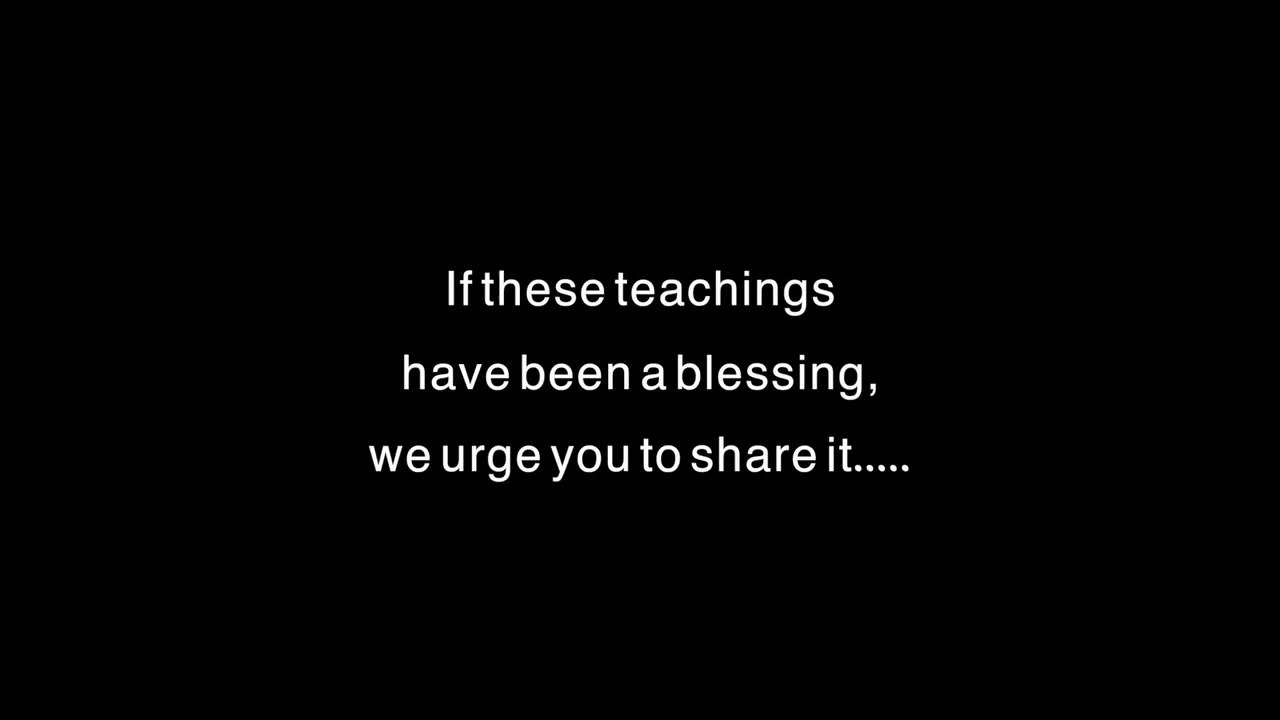 If these teachings
have been a blessing,
we urge you to share it.....